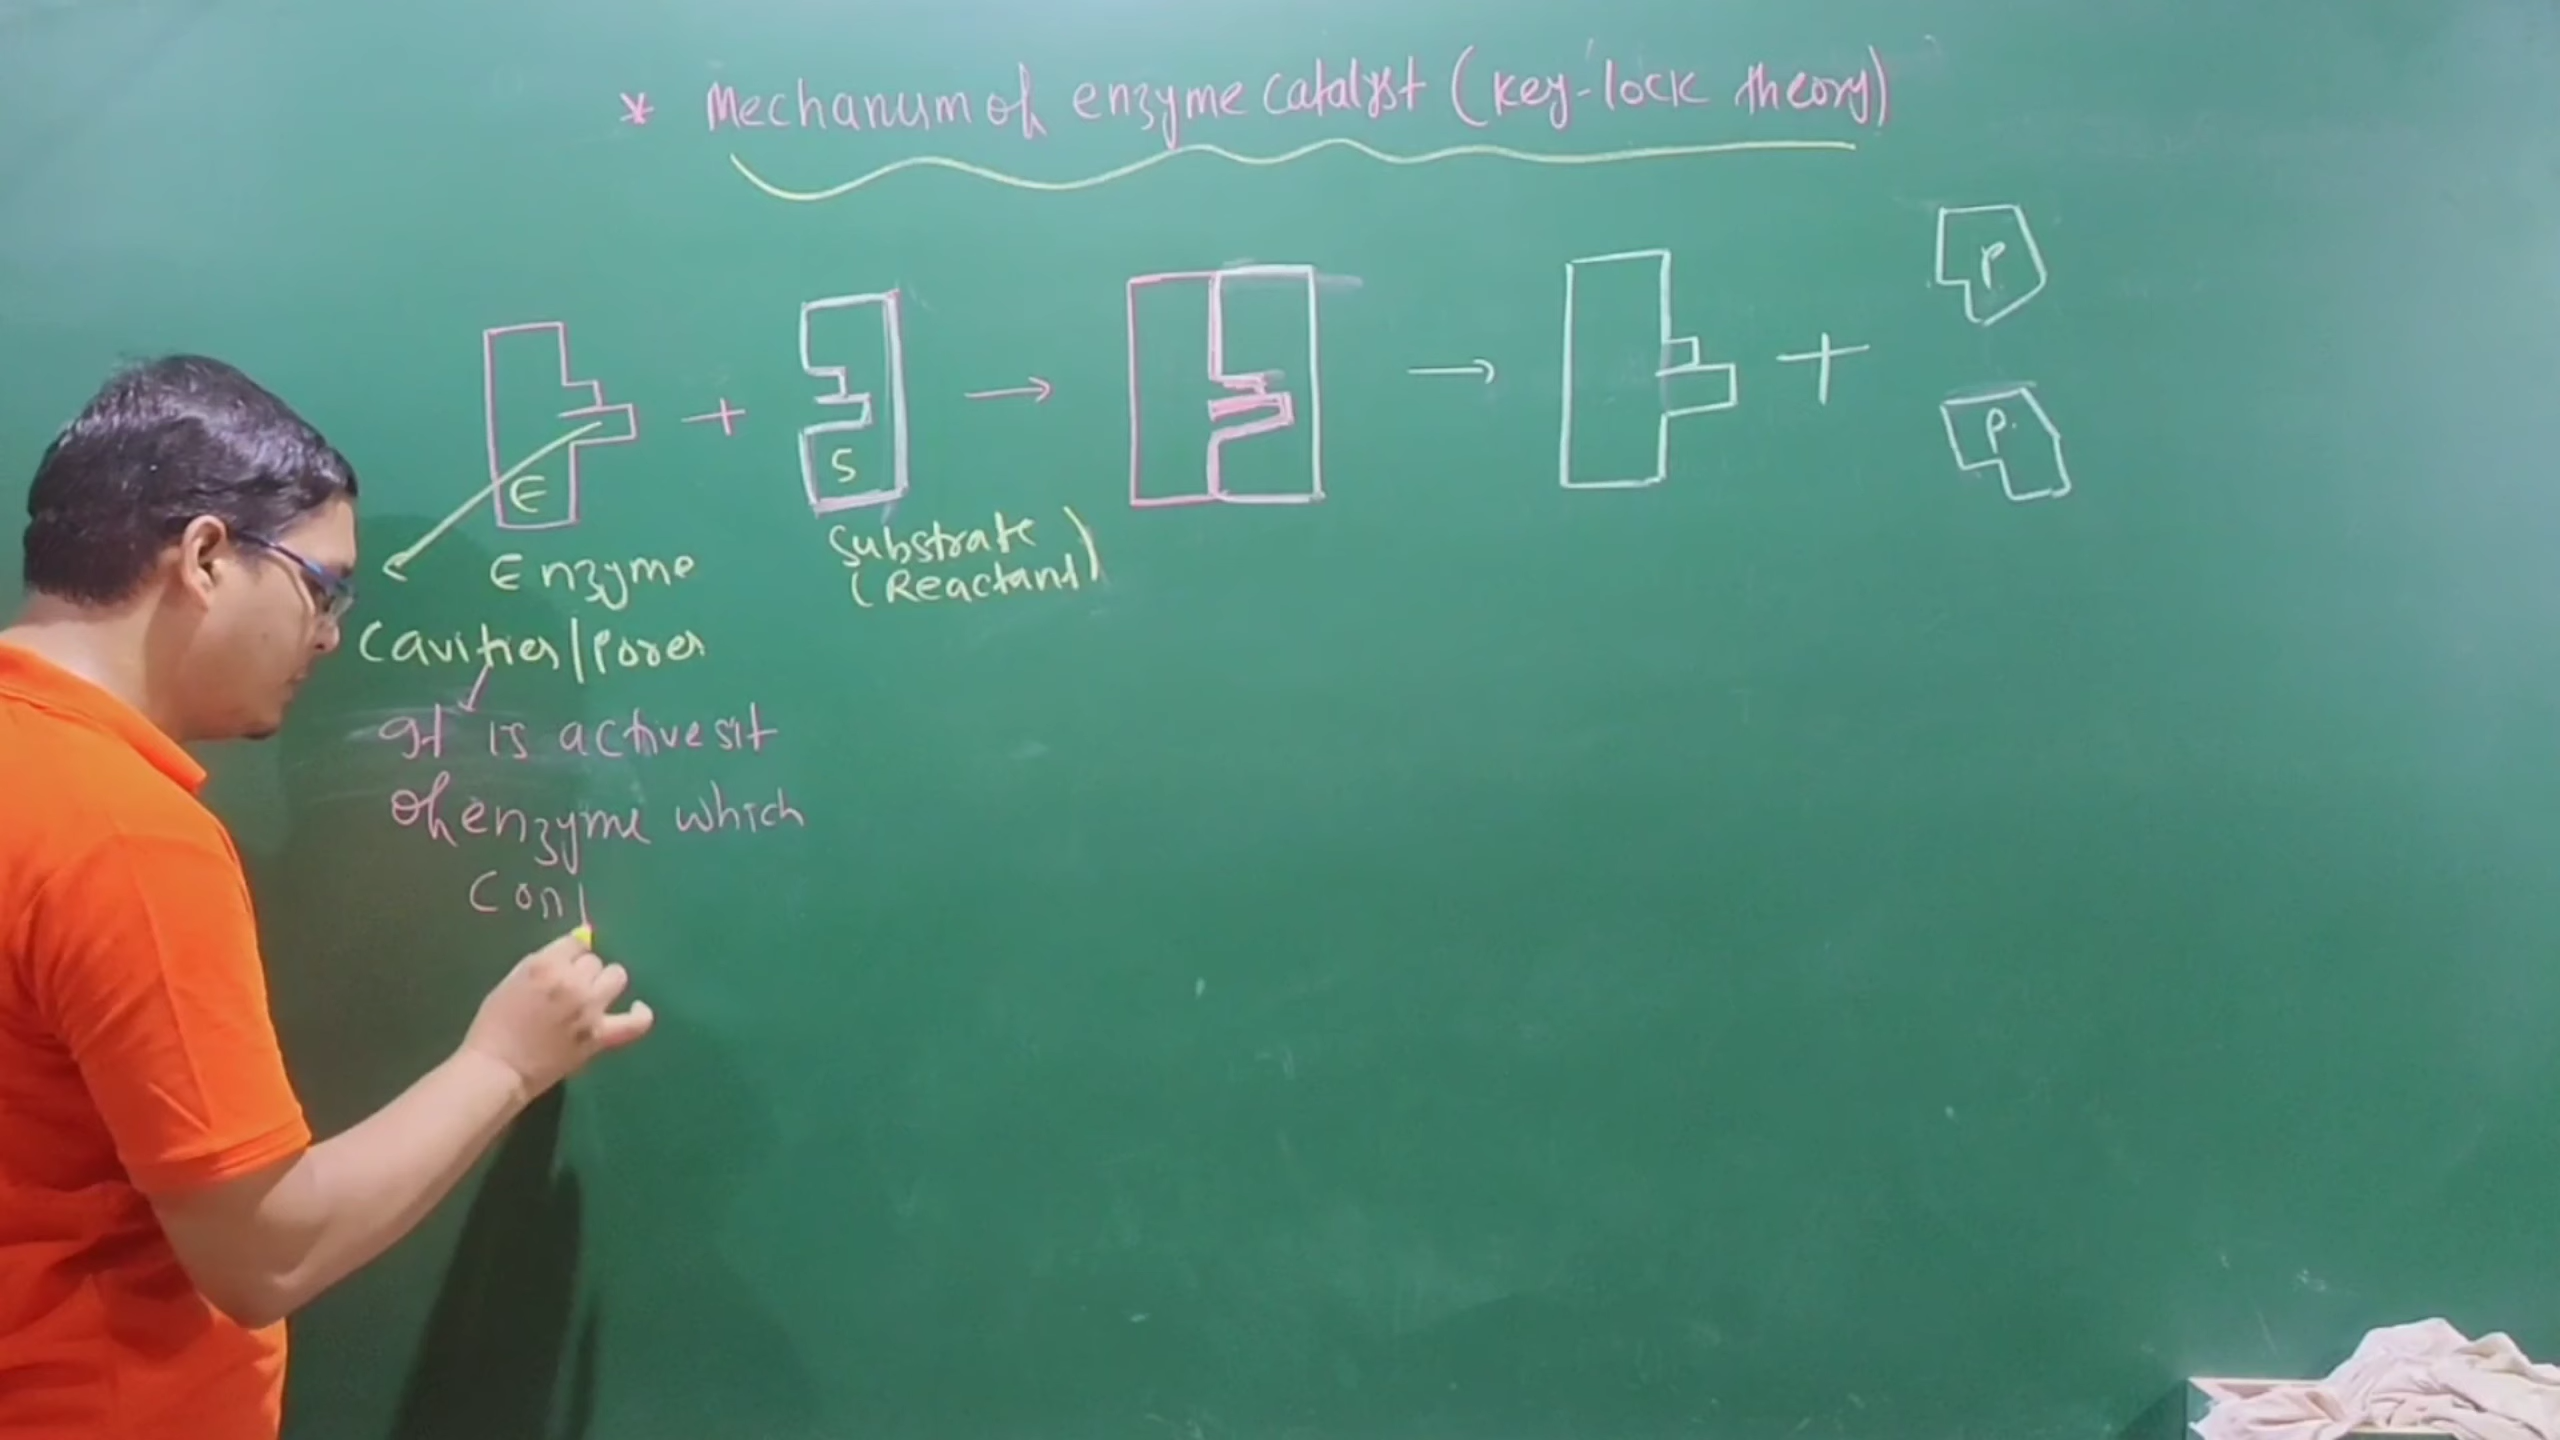 * Mechanism of enzyme catalyst (key-lock theory)
P
P.
E
S
+
→
→
+
Enzyme
Substrate
(Reactant)
Cavities/Pores
It is active sit
of enzyme which
Con